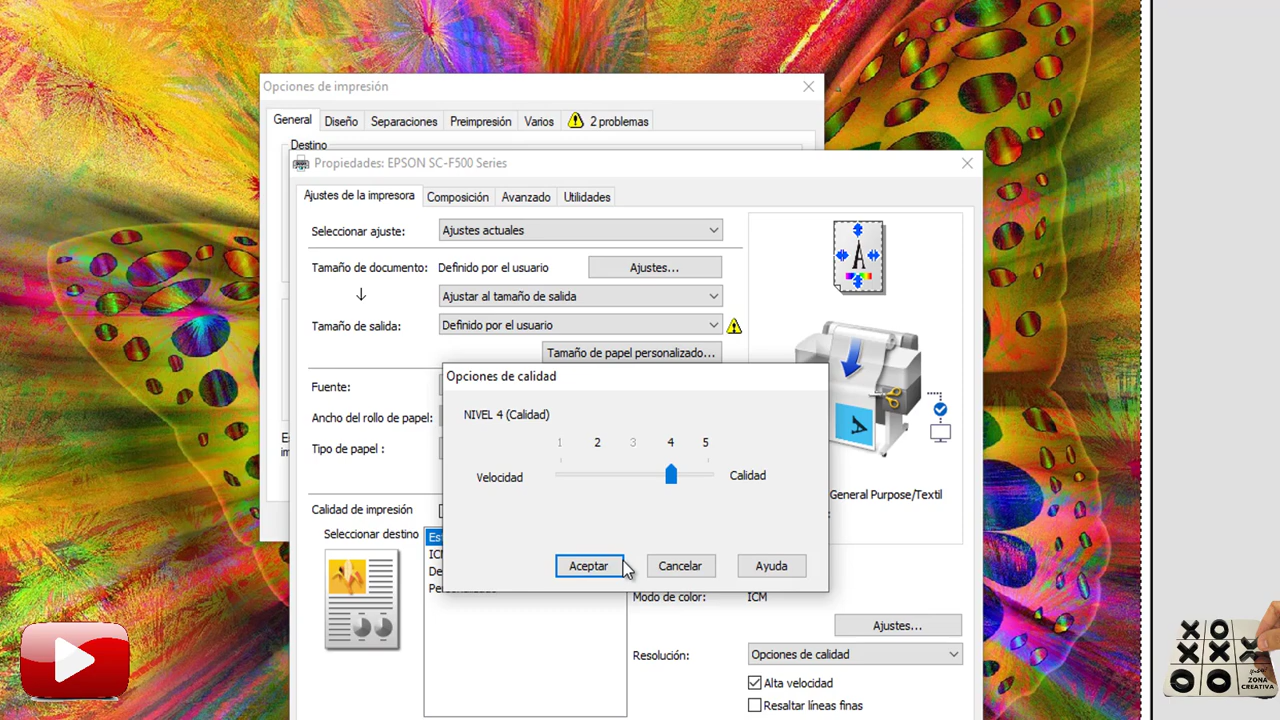 Opciones de impresión
General Diseño Separaciones Preimpresión Varios 2 problemas
Destino
Propiedades: EPSON SC-F500 Series
Ajustes de la impresora Composición Avanzado Utilidades
Seleccionar ajuste: Ajustes actuales
Tamaño de documento: Definido por el usuario Ajustes...
Ajustar al tamaño de salida
Tamaño de salida: Definido por el usuario
Tamaño de papel personalizado...
Fuente:
Ancho del rollo de papel:
Tipo de papel :
Opciones de calidad
NIVEL 4 (Calidad)
1 2 3 4 5
Velocidad Calidad
Aceptar Cancelar Ayuda
General Purpose/Textil
Calidad de impresión
Seleccionar destino
Modo de color: ICM
Ajustes...
Resolución: Opciones de calidad
Alta velocidad
Resaltar líneas finas
ZONA
CREATIVA